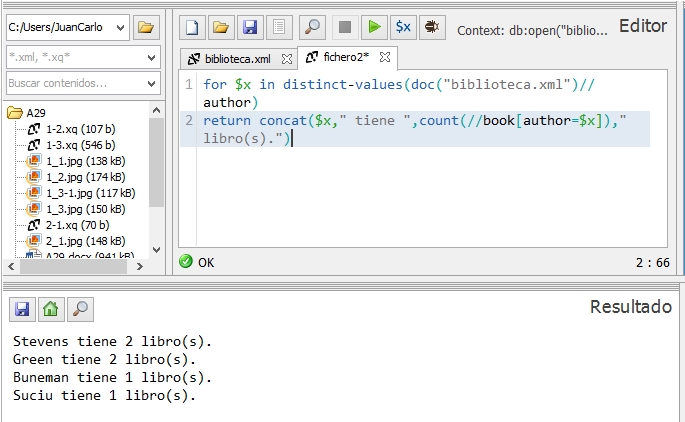 C:/Users/JuanCarlo
Context: db:open("biblio...
Editor
*.xml, *.xq*
Buscar contenidos...
biblioteca.xml
fichero2*
A29
1-2.xq (107 b)
1-3.xq (546 b)
1_1.jpg (138 kB)
1_2.jpg (174 kB)
1_3-1.jpg (117 kB)
1_3.jpg (150 kB)
2-1.xq (70 b)
2_1.jpg (148 kB)
A29.docx (941 kB)
1 for $x in distinct-values(doc("biblioteca.xml")//
author)
2 return concat($x," tiene ",count(//book[author=$x]),"
libro(s).")
$x
OK
2 : 66
Resultado
Stevens tiene 2 libro(s).
Green tiene 2 libro(s).
Buneman tiene 1 libro(s).
Suciu tiene 1 libro(s).